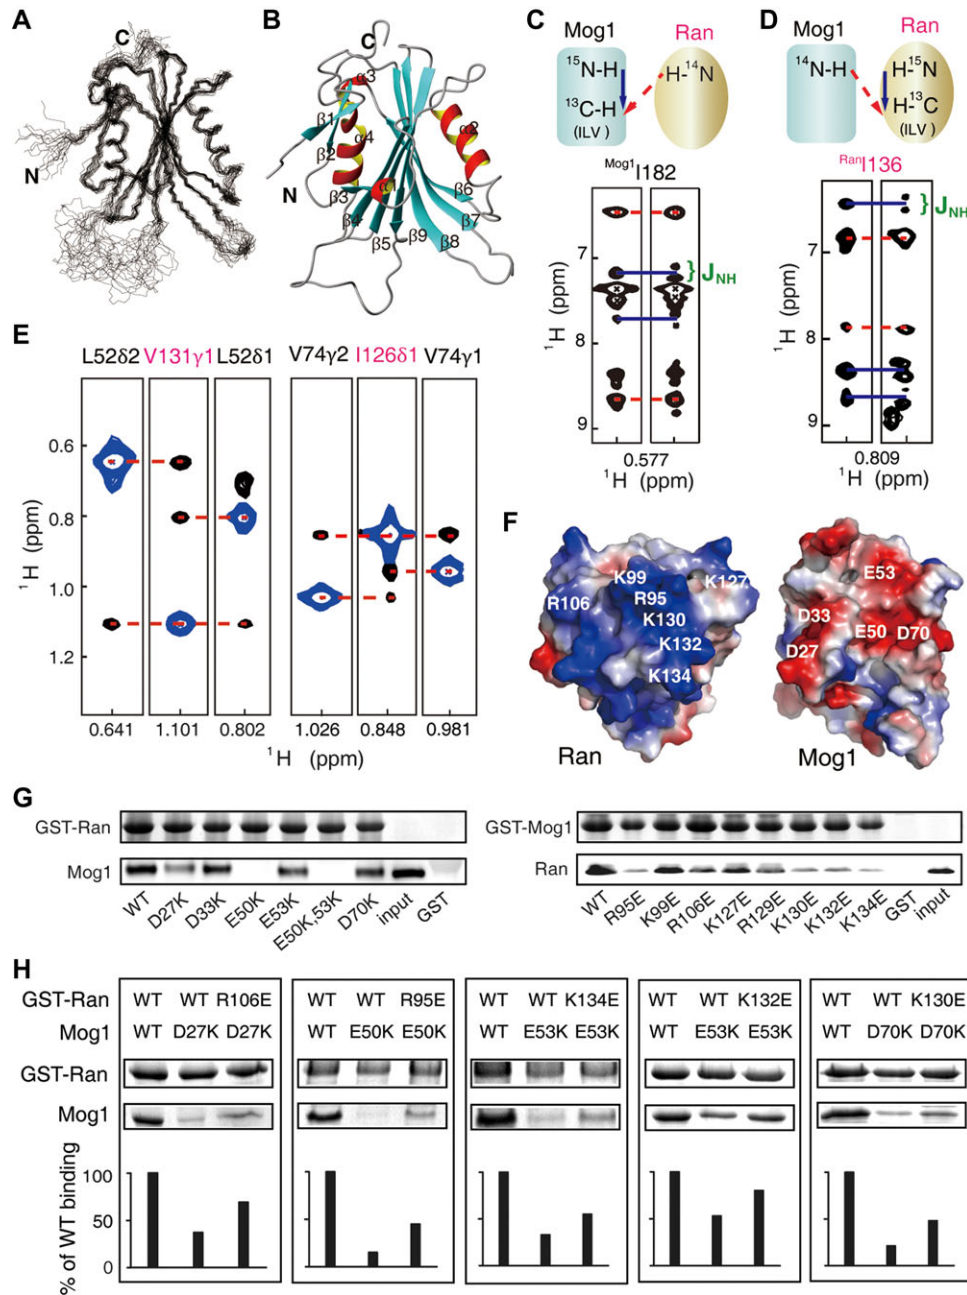 A
C
N
B
C
α3
β1
α4
α2
β2
N
β3
α1
β6
β4
β7
β5
β9
β8
C
Mog1
Ran
15N-H
H-14N
13C-H
(ILV)
Mog1I182
JNH
7
8
9
1H (ppm)
0.577
1H (ppm)
D
Mog1
Ran
14N-H
H-15N
H-13C
(ILV)
RanI136
JNH
7
8
9
1H (ppm)
0.809
1H (ppm)
E
L52δ2 V131γ1 L52δ1
V74γ2 I126δ1 V74γ1
0.6
0.8
1.0
1.2
1H (ppm)
0.641 1.101 0.802
1.026 0.848 0.981
1H (ppm)
F
K99
K127
R106
R95
K130
K132
K134
Ran
E53
D33
E50
D70
D27
Mog1
G
GST-Ran
Mog1
WT D27K D33K E50K E53K E50K,53K D70K input GST
GST-Mog1
Ran
WT R95E K99E R106E K127E R129E K130E K132E K134E GST input
H
GST-Ran WT WT R106E WT WT R95E WT WT K134E WT WT K132E WT WT K130E
Mog1 WT D27K D27K WT E50K E50K WT E53K E53K WT E53K E53K WT D70K D70K
GST-Ran
Mog1
% of WT binding
100
50
0